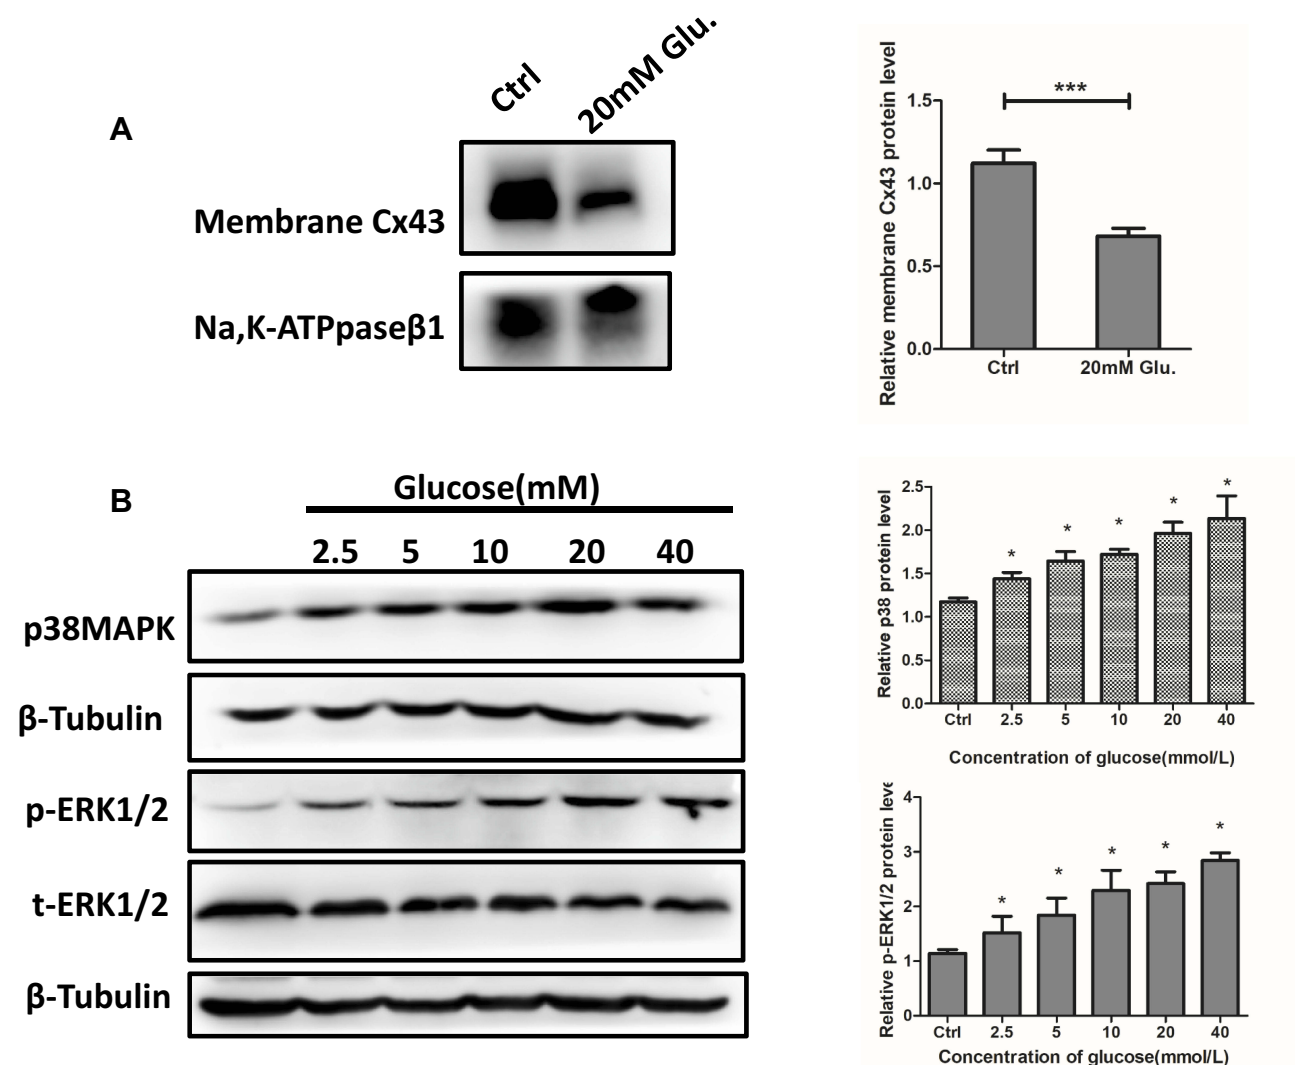 A
Ctrl
20mM Glu.
Membrane Cx43
Na,K-ATPpaseβ1
Relative membrane Cx43 protein level
1.5
1.0
0.5
0.0
***
Ctrl
20mM Glu.
B
Glucose(mM)
2.5 5 10 20 40
p38MAPK
β-Tubulin
p-ERK1/2
t-ERK1/2
β-Tubulin
Relative p38 protein level
2.5
2.0
1.5
1.0
0.5
0.0
* * * * *
Ctrl 2.5 5 10 20 40
Concentration of glucose(mmol/L)
Relative p-ERK1/2 protein leve
4
3
2
1
0
* * * * *
Ctrl 2.5 5 10 20 40
Concentration of glucose(mmol/L)